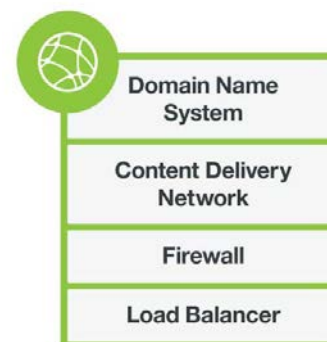 Domain Name
System
Content Delivery
Network
Firewall
Load Balancer